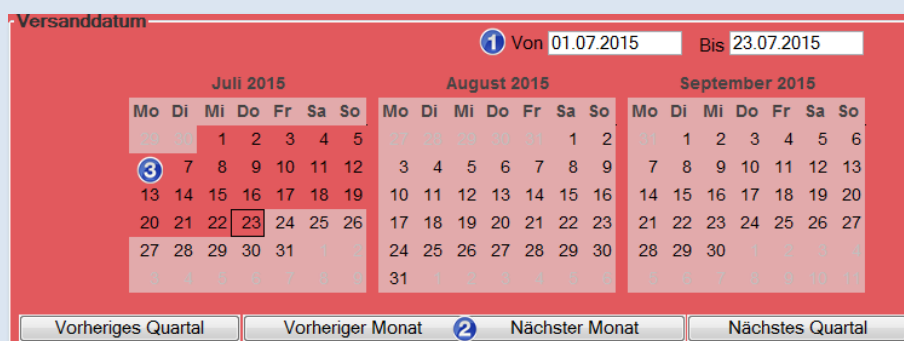 Versanddatum
1 Von 01.07.2015 Bis 23.07.2015
Juli 2015 August 2015 September 2015
Mo Di Mi Do Fr Sa So Mo Di Mi Do Fr Sa So Mo Di Mi Do Fr Sa So
29 30 1 2 3 4 5 27 28 29 30 31 1 2 31 1 2 3 4 5 6
3 7 8 9 10 11 12 3 4 5 6 7 8 9 7 8 9 10 11 12 13
13 14 15 16 17 18 19 10 11 12 13 14 15 16 14 15 16 17 18 19 20
20 21 22 23 24 25 26 17 18 19 20 21 22 23 21 22 23 24 25 26 27
27 28 29 30 31 1 2 24 25 26 27 28 29 30 28 29 30 1 2 3 4
3 4 5 6 7 8 9 31 1 2 3 4 5 6 5 6 7 8 9 10 11
Vorheriges Quartal Vorheriger Monat 2 Nächster Monat Nächstes Quartal